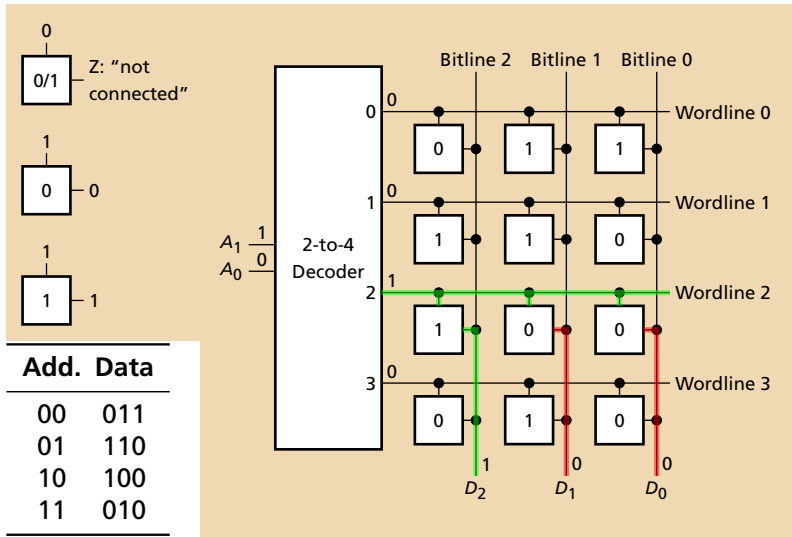 0
0/1
Z: “not
connected”
1
0 0
1
1 1
Add. Data
00 011
01 110
10 100
11 010
Bitline 2 Bitline 1 Bitline 0
0 0 Wordline 0
0 1 1
1 0 Wordline 1
1 1 0
A1 1
A0 0
2-to-4
Decoder
2 1 Wordline 2
1 0 0
3 0 Wordline 3
0 1 0
1 0 0
D2 D1 D0